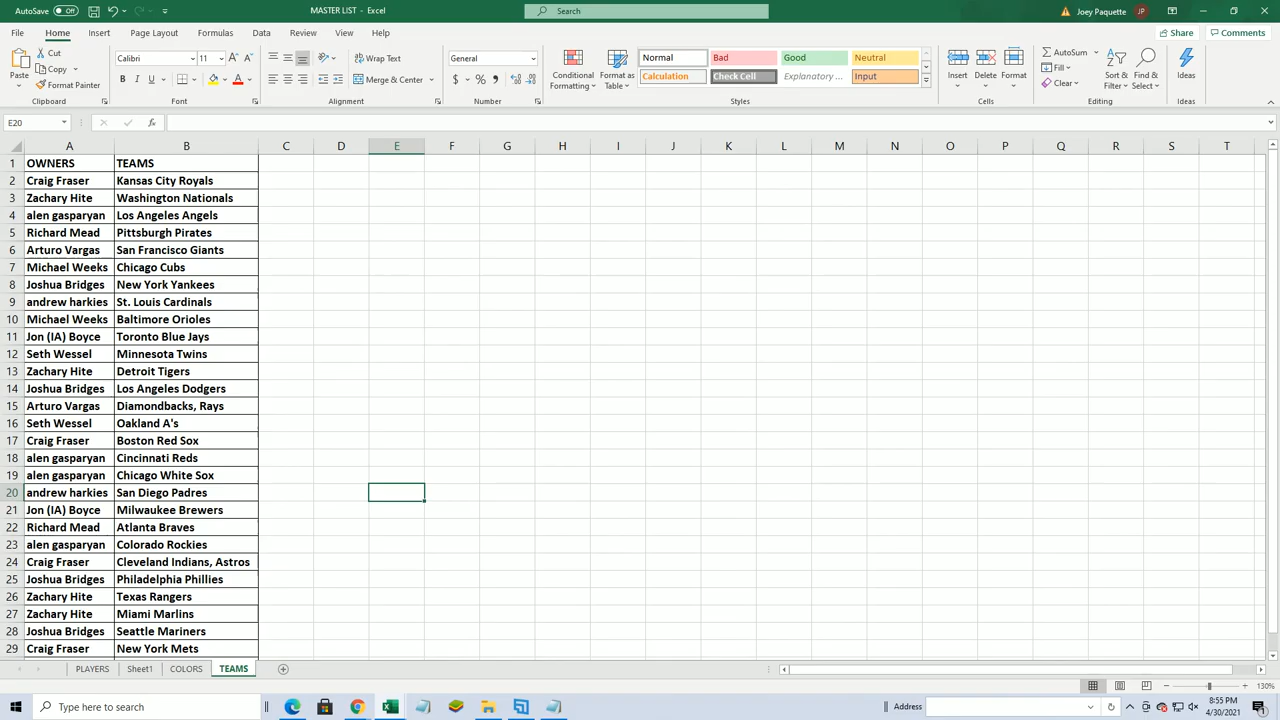 AutoSave Off MASTER LIST - Excel Search Joey Paquette JP
File Home Insert Page Layout Formulas Data Review View Help Share Comments
Paste Cut Copy Format Painter Clipboard
Calibri 11 B I U A Font
Wrap Text Merge & Center Alignment
General $ % Number
Conditional Formatting Format as Table
Normal Bad Good Neutral
Calculation Check Cell Explanatory ... Input Styles
Insert Delete Format Cells
AutoSum Fill Clear Sort & Filter Find & Select Editing
Ideas Ideas
E20 fx
A B C D E F G H I J K L M N O P Q R S T
1 OWNERS TEAMS
2 Craig Fraser Kansas City Royals
3 Zachary Hite Washington Nationals
4 alen gasparyan Los Angeles Angels
5 Richard Mead Pittsburgh Pirates
6 Arturo Vargas San Francisco Giants
7 Michael Weeks Chicago Cubs
8 Joshua Bridges New York Yankees
9 andrew harkies St. Louis Cardinals
10 Michael Weeks Baltimore Orioles
11 Jon (IA) Boyce Toronto Blue Jays
12 Seth Wessel Minnesota Twins
13 Zachary Hite Detroit Tigers
14 Joshua Bridges Los Angeles Dodgers
15 Arturo Vargas Diamondbacks, Rays
16 Seth Wessel Oakland A's
17 Craig Fraser Boston Red Sox
18 alen gasparyan Cincinnati Reds
19 alen gasparyan Chicago White Sox
20 andrew harkies San Diego Padres
21 Jon (IA) Boyce Milwaukee Brewers
22 Richard Mead Atlanta Braves
23 alen gasparyan Colorado Rockies
24 Craig Fraser Cleveland Indians, Astros
25 Joshua Bridges Philadelphia Phillies
26 Zachary Hite Texas Rangers
27 Zachary Hite Miami Marlins
28 Joshua Bridges Seattle Mariners
29 Craig Fraser New York Mets
PLAYERS Sheet1 COLORS TEAMS
130%
Type here to search Address 8:55 PM
4/30/2021